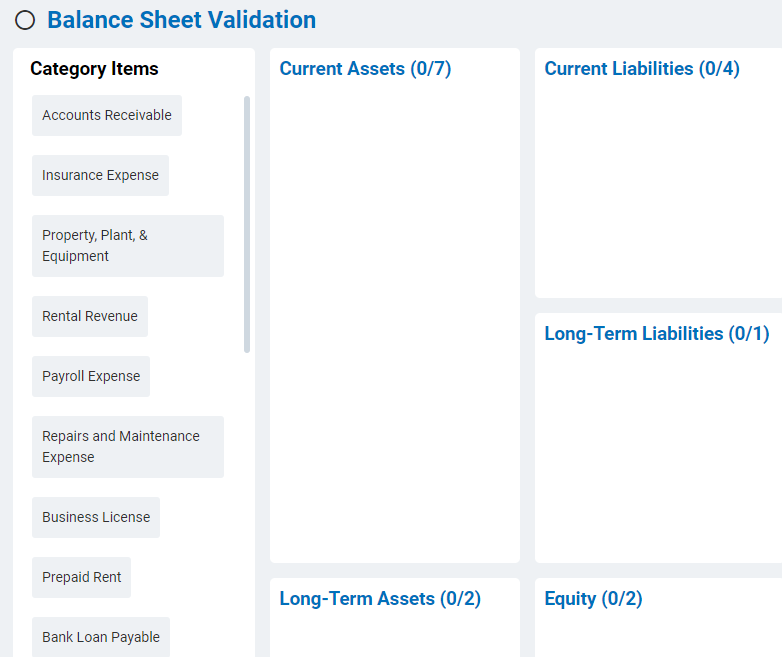 Balance Sheet Validation
Category Items
Accounts Receivable
Insurance Expense
Property, Plant, &
Equipment
Rental Revenue
Payroll Expense
Repairs and Maintenance
Expense
Business License
Prepaid Rent
Bank Loan Payable
Current Assets (0/7)
Long-Term Assets (0/2)
Current Liabilities (0/4)
Long-Term Liabilities (0/1)
Equity (0/2)